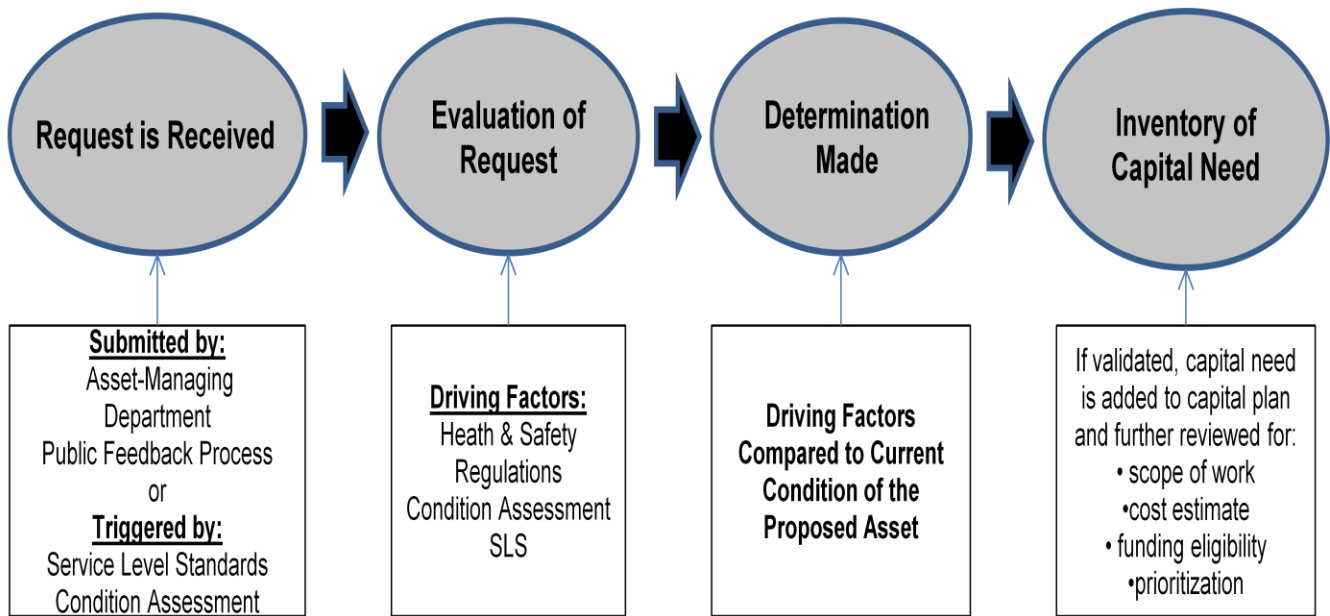 Request is Received
Evaluation of
Request
Determination
Made
Inventory of
Capital Need
Submitted by:
Asset-Managing
Department
Public Feedback Process
or
Triggered by:
Service Level Standards
Condition Assessment
Driving Factors:
Heath & Safety
Regulations
Condition Assessment
SLS
Driving Factors
Compared to Current
Condition of the
Proposed Asset
If validated, capital need
is added to capital plan
and further reviewed for:
• scope of work
•cost estimate
• funding eligibility
•prioritization